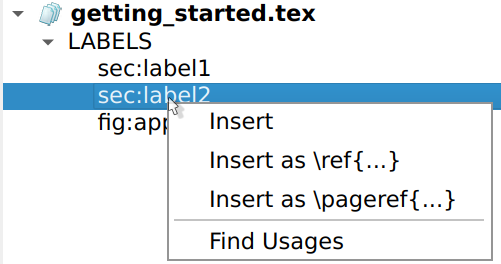 getting_started.tex
LABELS
sec:label1
sec:label2
fig:app
Insert
Insert as \ref{...}
Insert as \pageref{...}
Find Usages